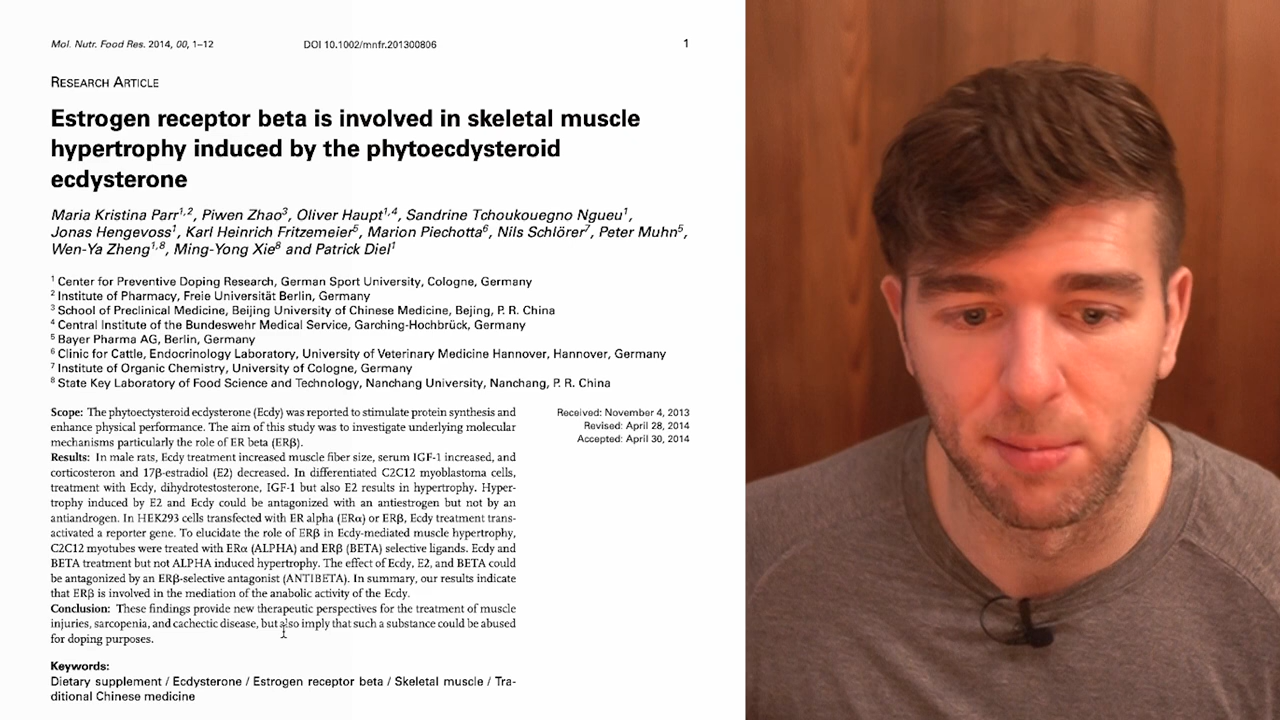 Mol. Nutr. Food Res. 2014, 00, 1–12 DOI 10.1002/mnfr.201300806 1
RESEARCH ARTICLE
Estrogen receptor beta is involved in skeletal muscle
hypertrophy induced by the phytoecdysteroid
ecdysterone
Maria Kristina Parr1,2, Piwen Zhao3, Oliver Haupt1,4, Sandrine Tchoukouegno Ngueu1,
Jonas Hengevoss1, Karl Heinrich Fritzemeier5, Marion Piechotta6, Nils Schlörer7, Peter Muhn5,
Wen-Ya Zheng1,8, Ming-Yong Xie8 and Patrick Diel1
1 Center for Preventive Doping Research, German Sport University, Cologne, Germany
2 Institute of Pharmacy, Freie Universität Berlin, Germany
3 School of Preclinical Medicine, Beijing University of Chinese Medicine, Bejing, P. R. China
4 Central Institute of the Bundeswehr Medical Service, Garching-Hochbrück, Germany
5 Bayer Pharma AG, Berlin, Germany
6 Clinic for Cattle, Endocrinology Laboratory, University of Veterinary Medicine Hannover, Hannover, Germany
7 Institute of Organic Chemistry, University of Cologne, Germany
8 State Key Laboratory of Food Science and Technology, Nanchang University, Nanchang, P. R. China
Scope: The phytoectysteroid ecdysterone (Ecdy) was reported to stimulate protein synthesis and
enhance physical performance. The aim of this study was to investigate underlying molecular
mechanisms particularly the role of ER beta (ERβ).
Results: In male rats, Ecdy treatment increased muscle fiber size, serum IGF-1 increased, and
corticosteron and 17β-estradiol (E2) decreased. In differentiated C2C12 myoblastoma cells,
treatment with Ecdy, dihydrotestosterone, IGF-1 but also E2 results in hypertrophy. Hyper-
trophy induced by E2 and Ecdy could be antagonized with an antiestrogen but not by an
antiandrogen. In HEK293 cells transfected with ER alpha (ERα) or ERβ, Ecdy treatment trans-
activated a reporter gene. To elucidate the role of ERβ in Ecdy-mediated muscle hypertrophy,
C2C12 myotubes were treated with ERα (ALPHA) and ERβ (BETA) selective ligands. Ecdy and
BETA treatment but not ALPHA induced hypertrophy. The effect of Ecdy, E2, and BETA could
be antagonized by an ERβ-selective antagonist (ANTIBETA). In summary, our results indicate
that ERβ is involved in the mediation of the anabolic activity of the Ecdy.
Conclusion: These findings provide new therapeutic perspectives for the treatment of muscle
injuries, sarcopenia, and cachectic disease, but also imply that such a substance could be abused
for doping purposes.
Received: November 4, 2013
Revised: April 28, 2014
Accepted: April 30, 2014
Keywords:
Dietary supplement / Ecdysterone / Estrogen receptor beta / Skeletal muscle / Tra-
ditional Chinese medicine